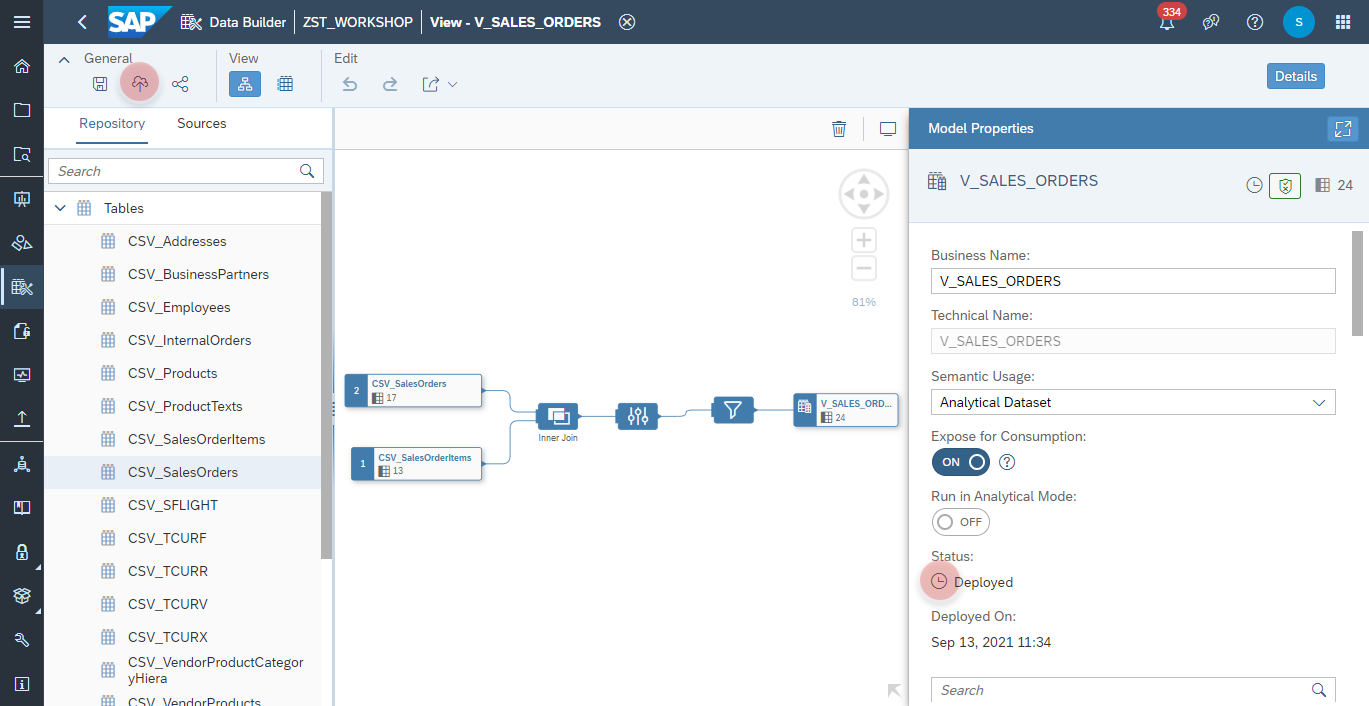 SAP
Data Builder
ZST_WORKSHOP
View - V_SALES_ORDERS
334
S
General
View
Edit
Details
Repository
Sources
Search
Tables
CSV_Addresses
CSV_BusinessPartners
CSV_Employees
CSV_InternalOrders
CSV_Products
CSV_ProductTexts
CSV_SalesOrderItems
CSV_SalesOrders
CSV_SFLIGHT
CSV_TCURF
CSV_TCURR
CSV_TCURV
CSV_TCURX
CSV_VendorProductCategor
yHiera
CSV_VendorProducts
81%
2
CSV_SalesOrders
17
1
CSV_SalesOrderItems
13
Inner Join
V_SALES_ORD...
24
Model Properties
V_SALES_ORDERS
24
Business Name:
V_SALES_ORDERS
Technical Name:
V_SALES_ORDERS
Semantic Usage:
Analytical Dataset
Expose for Consumption:
ON
Run in Analytical Mode:
OFF
Status:
Deployed
Deployed On:
Sep 13, 2021 11:34
Search